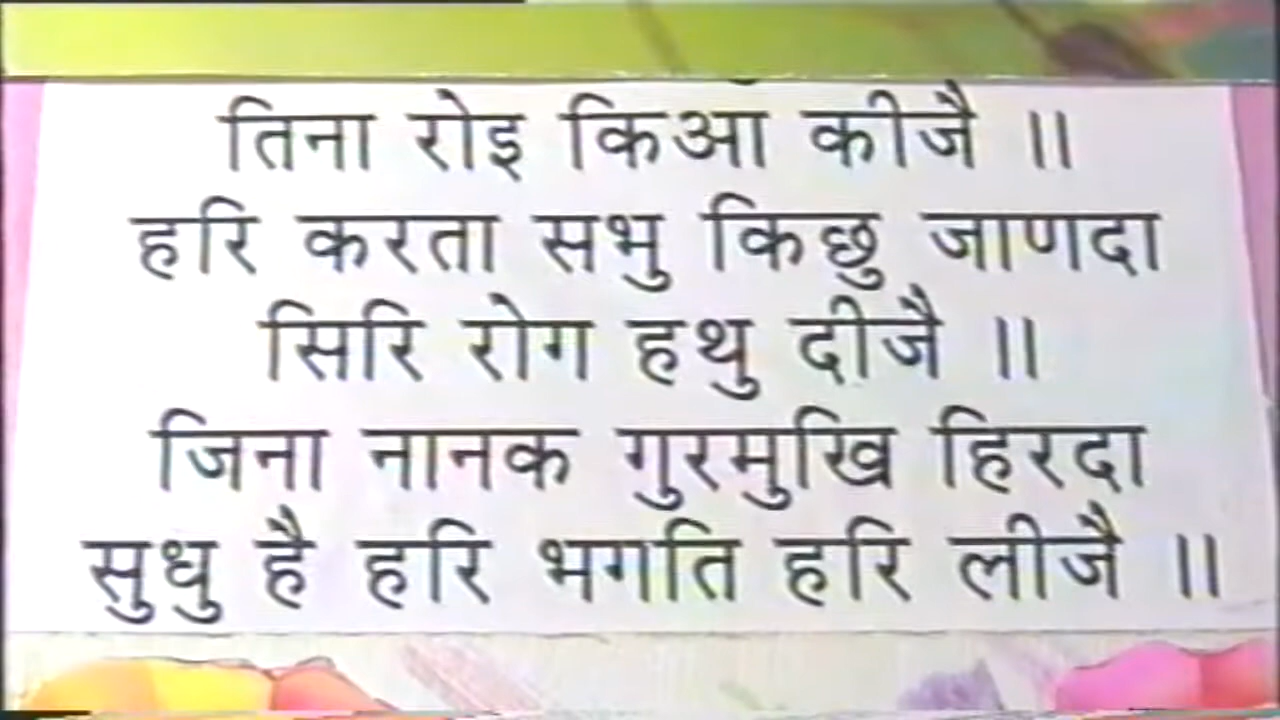 तिना रोइ किआ कीजै ॥
हरि करता सभु किछु जाणदा
सिरि रोग हथु दीजै ॥
जिना नानक गुरमुखि हिरदा
सुधु है हरि भगति हरि लीजै ॥